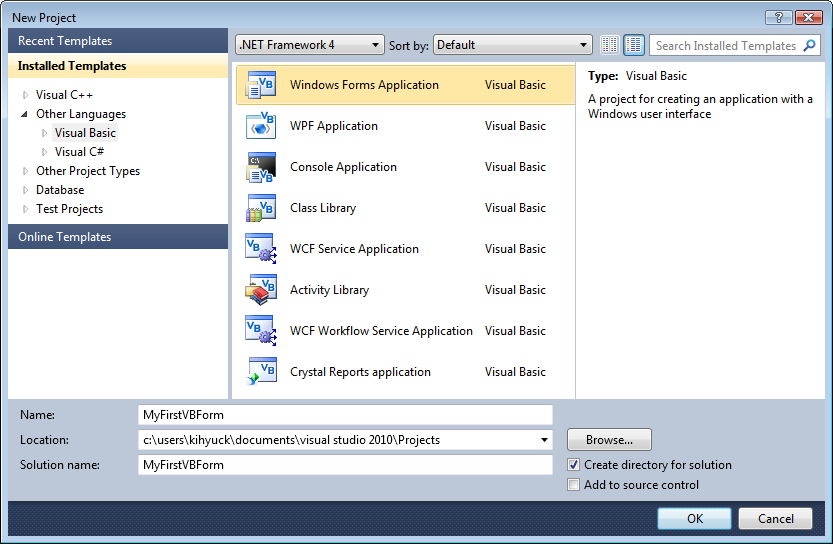 New Project
Recent Templates
Installed Templates
Visual C++
Other Languages
Visual Basic
Visual C#
Other Project Types
Database
Test Projects
Online Templates
.NET Framework 4 Sort by: Default Search Installed Templates
Windows Forms Application Visual Basic
WPF Application Visual Basic
Console Application Visual Basic
Class Library Visual Basic
WCF Service Application Visual Basic
Activity Library Visual Basic
WCF Workflow Service Application Visual Basic
Crystal Reports application Visual Basic
Type: Visual Basic
A project for creating an application with a
Windows user interface
Name: MyFirstVBForm
Location: c:\users\kihyuck\documents\visual studio 2010\Projects Browse...
Solution name: MyFirstVBForm
Create directory for solution
Add to source control
OK Cancel